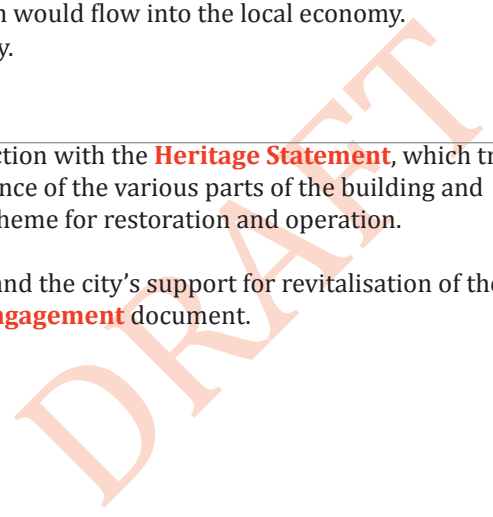 would flow into the local economy.
ction with the Heritage Statement, which tr
nce of the various parts of the building and
heme for restoration and operation.
and the city's support for revitalisation of the
ngagement document.
DRAFT